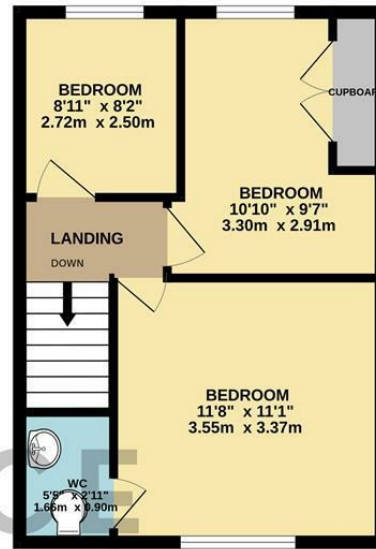 BEDROOM
8'11" x 8'2"
2.72m x 2.50m
CUPBOAR
BEDROOM
10'10" x 9'7"
3.30m x 2.91m
LANDING
DOWN
BEDROOM
11'8" x 11'1"
3.55m x 3.37m
WC
5'5" x 2'11"
1.66m x 0.90m
CE